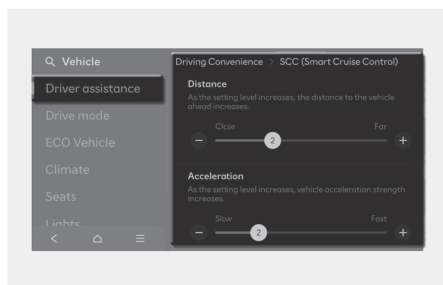 Vehicle
Driver assistance
Drive mode
ECO Vehicle
Climate
Seats
Lights
Driving Convenience > SCC (Smart Cruise Control)
Distance
As the setting level increases, the distance to the vehicle
ahead increases.
Close Far
− 2 +
Acceleration
As the setting level increases, vehicle acceleration strength
increases.
Slow Fast
− 2 +